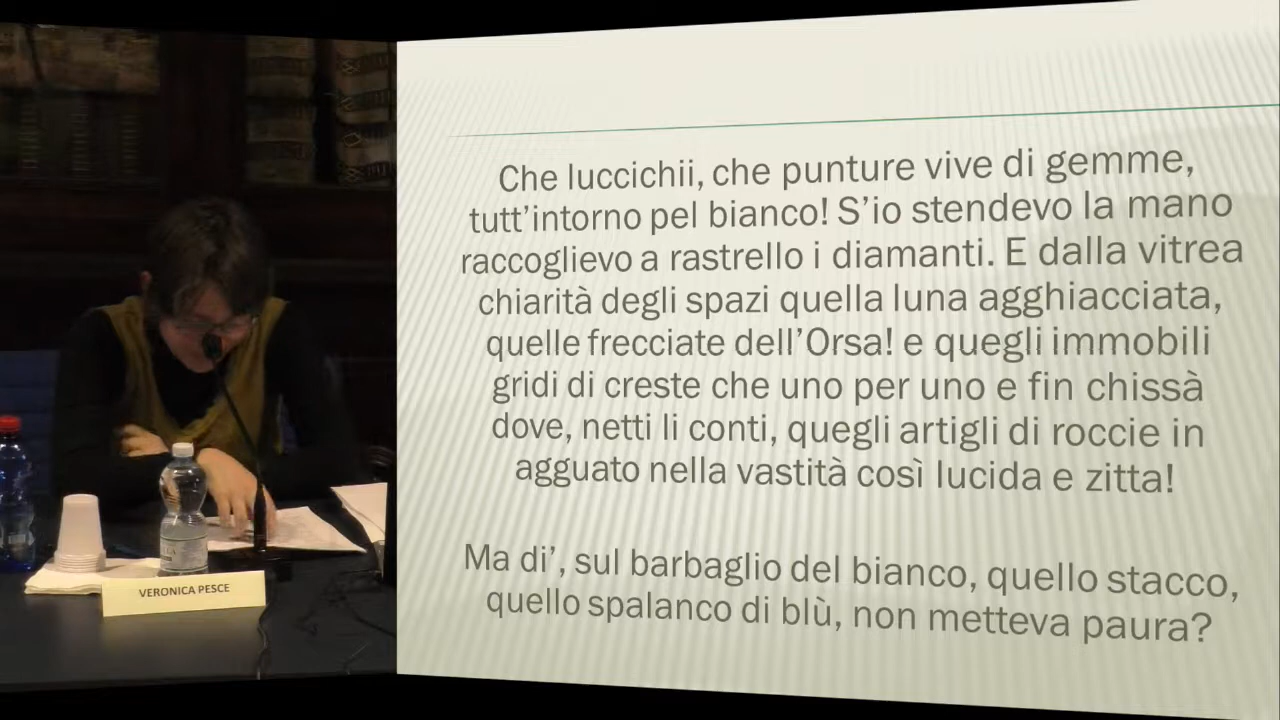 Che luccichii, che punture vive di gemme,
tutt'intorno pel bianco! S'io stendevo la mano
raccoglievo a rastrello i diamanti. E dalla vitrea
chiarità degli spazi quella luna agghiacciata,
quelle frecciate dell'Orsa! e quegli immobili
gridi di creste che uno per uno e fin chissà
dove, netti li conti, quegli artigli di roccie in
agguato nella vastità così lucida e zitta!
Ma di', sul barbaglio del bianco, quello stacco,
quello spalanco di blù, non metteva paura?
VERONICA PESCE